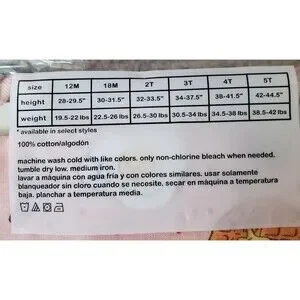 size 12M 18M 2T 3T 4T 5T
height 28-29.5" 30-31.5" 32-33.5" 34-37.5" 38-41.5" 42-44.5"
weight 19.5-22 lbs 22.5-26 lbs 26.5-30 lbs 30.5-34 lbs 34.5-38 lbs 38.5-42 lbs
* available in select styles
100% cotton/algodón
machine wash cold with like colors. only non-chlorine bleach when needed.
tumble dry low. medium iron.
lavar a máquina con agua fría y con colores similares. usar solamente
blanqueador sin cloro cuando se necesite. secar en máquina a temperatura
baja. planchar a temperatura media.